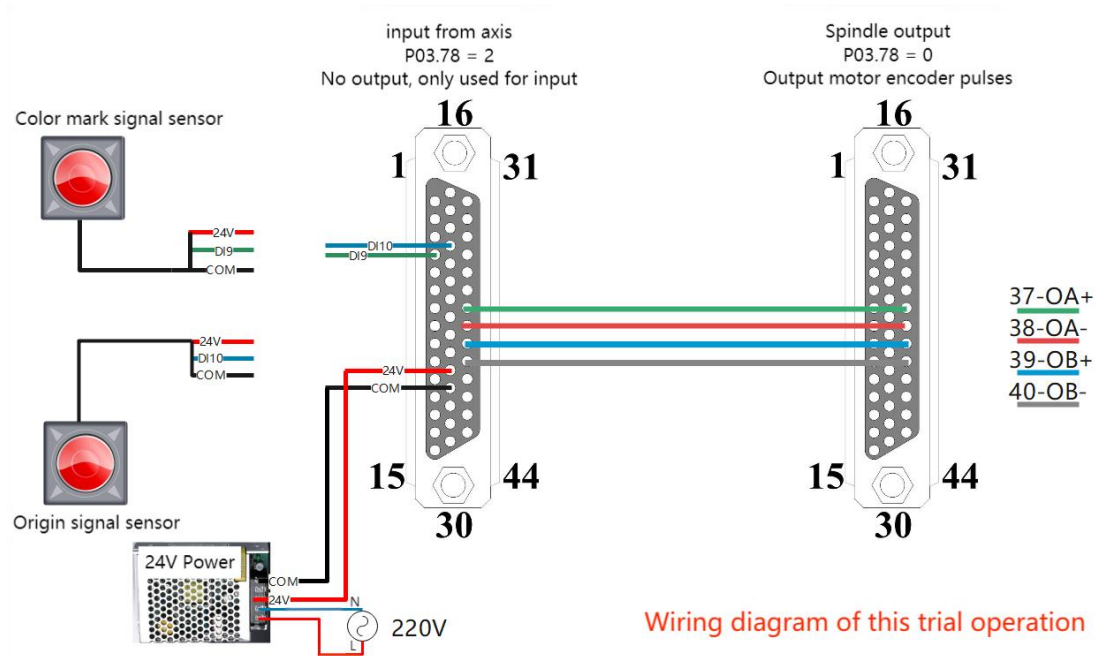 input from axis
P03.78 = 2
No output, only used for input
Spindle output
P03.78 = 0
Output motor encoder pulses
16
16
Color mark signal sensor
1
31
1
31
24V
DI9
COM
DI10
DI9
37-OA+
38-OA-
39-OB+
40-OB-
24V
DI10
COM
24V
COM
15
44
15
44
30
30
Origin signal sensor
24V Power
COM
24V
N
220V
L
Wiring diagram of this trial operation